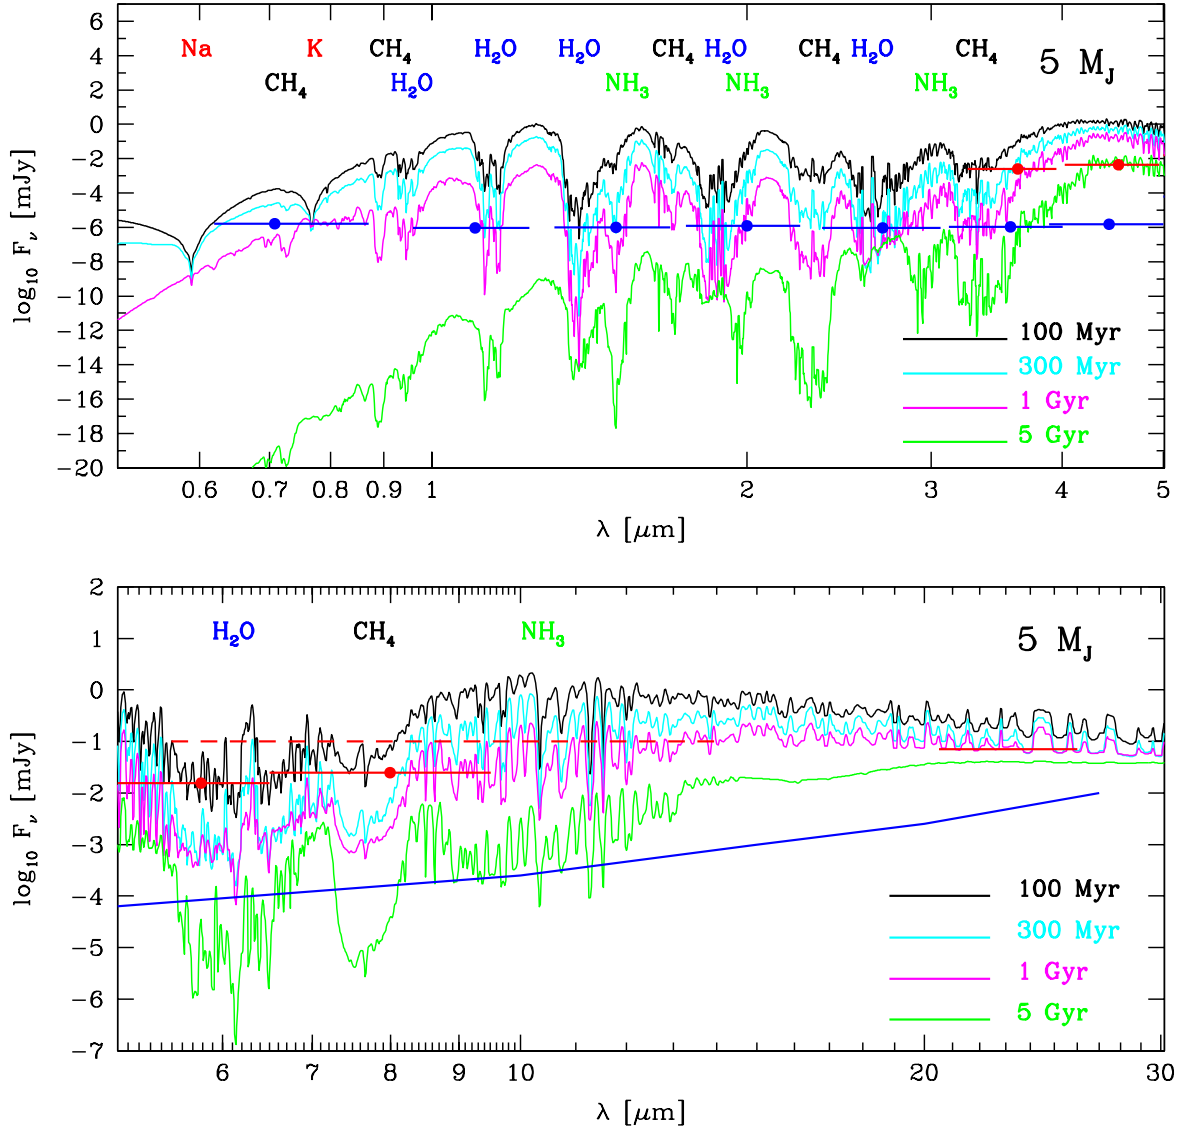 6
4
2
0
−2
−4
−6
−8
−10
−12
−14
−16
−18
−20
log₁₀ Fν [mJy]
Na K CH₄ H₂O H₂O CH₄ H₂O CH₄ H₂O CH₄
5 M_J
CH₄ H₂O NH₃ NH₃ NH₃
100 Myr
300 Myr
1 Gyr
5 Gyr
0.6 0.7 0.8 0.9 1 2 3 4 5
λ [μm]
2
1
0
−1
−2
−3
−4
−5
−6
−7
log₁₀ Fν [mJy]
H₂O CH₄ NH₃
5 M_J
100 Myr
300 Myr
1 Gyr
5 Gyr
6 7 8 9 10 20 30
λ [μm]